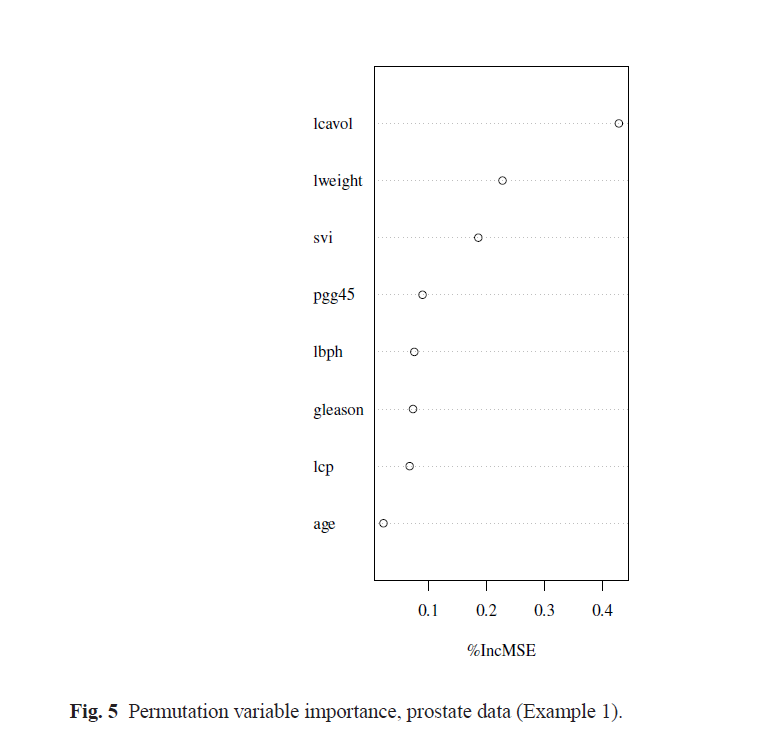 lcavol
lweight
svi
pgg45
lbph
gleason
lcp
age
0.1 0.2 0.3 0.4
%IncMSE
Fig. 5 Permutation variable importance, prostate data (Example 1).